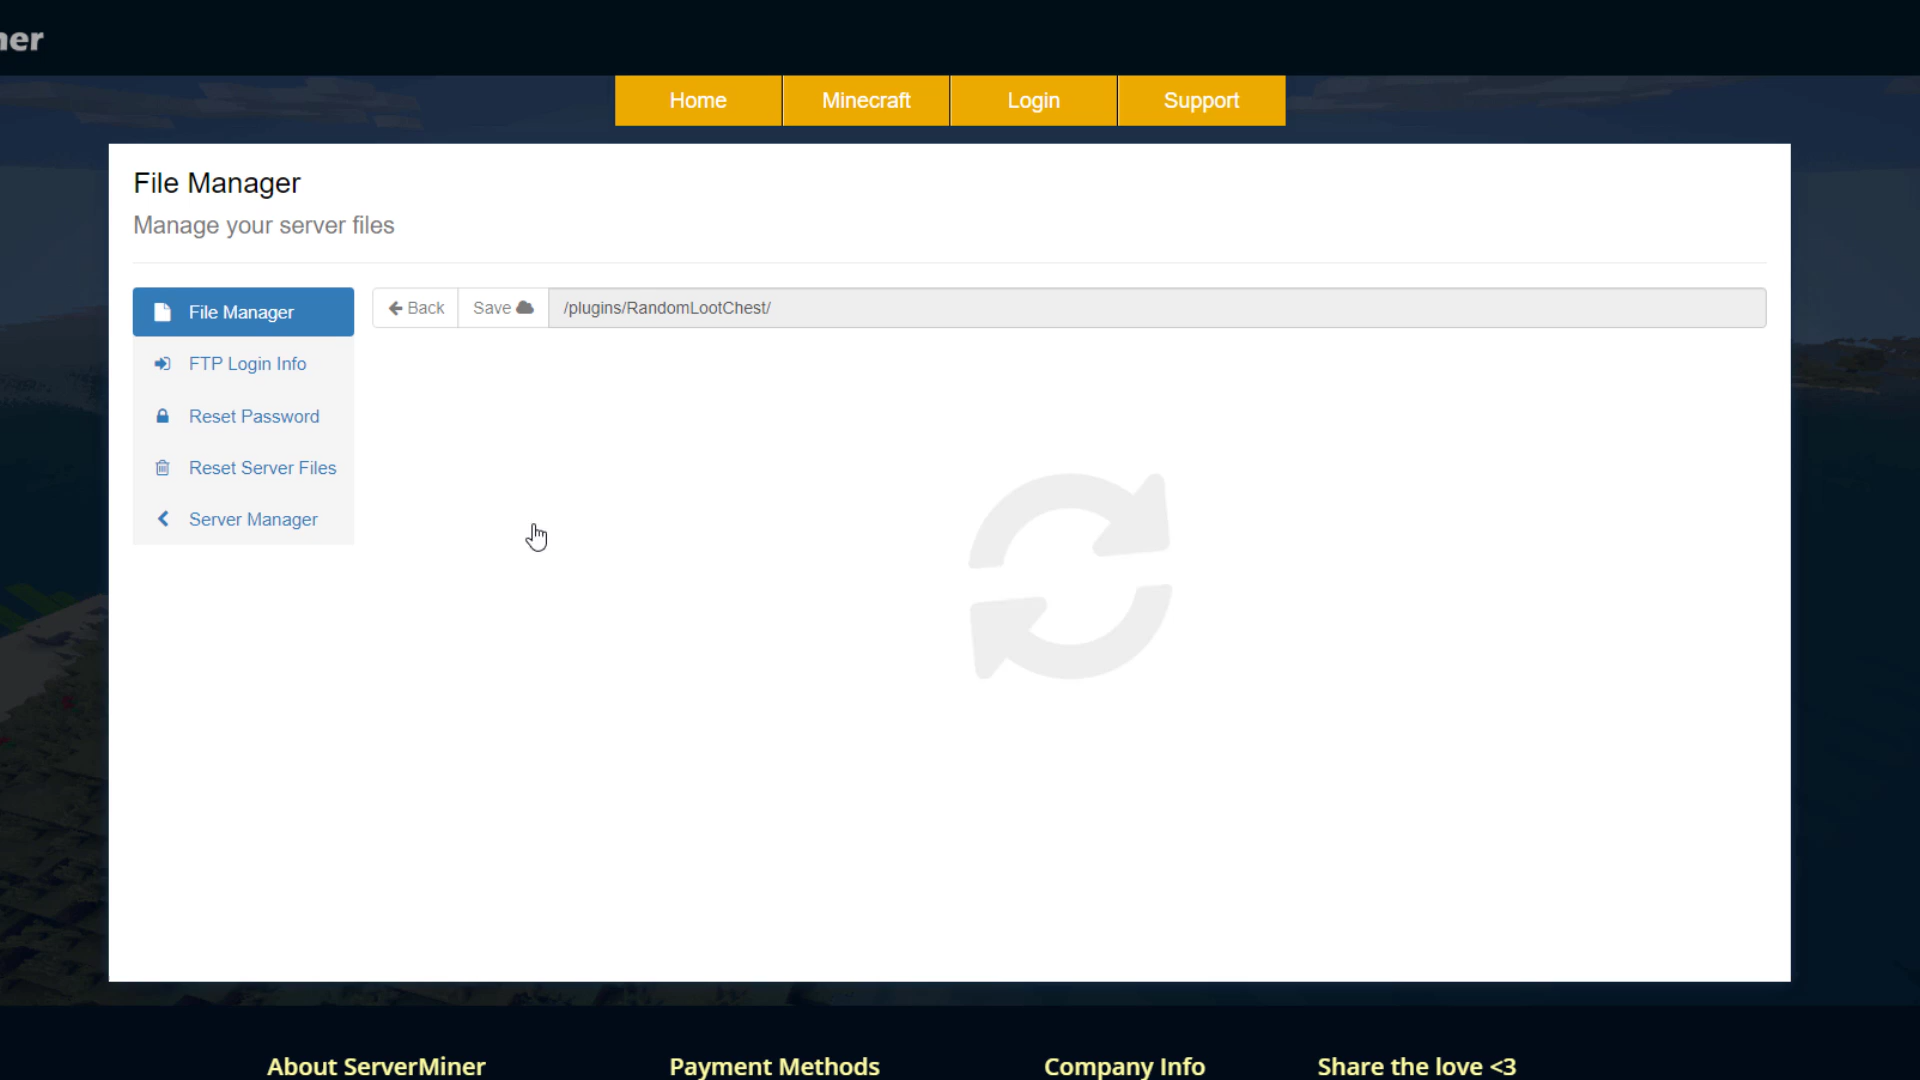 ner
Home
Minecraft
Login
Support
File Manager
Manage your server files
File Manager
Back
Save
/plugins/RandomLootChest/
FTP Login Info
Reset Password
Reset Server Files
Server Manager
About ServerMiner
Payment Methods
Company Info
Share the love <3